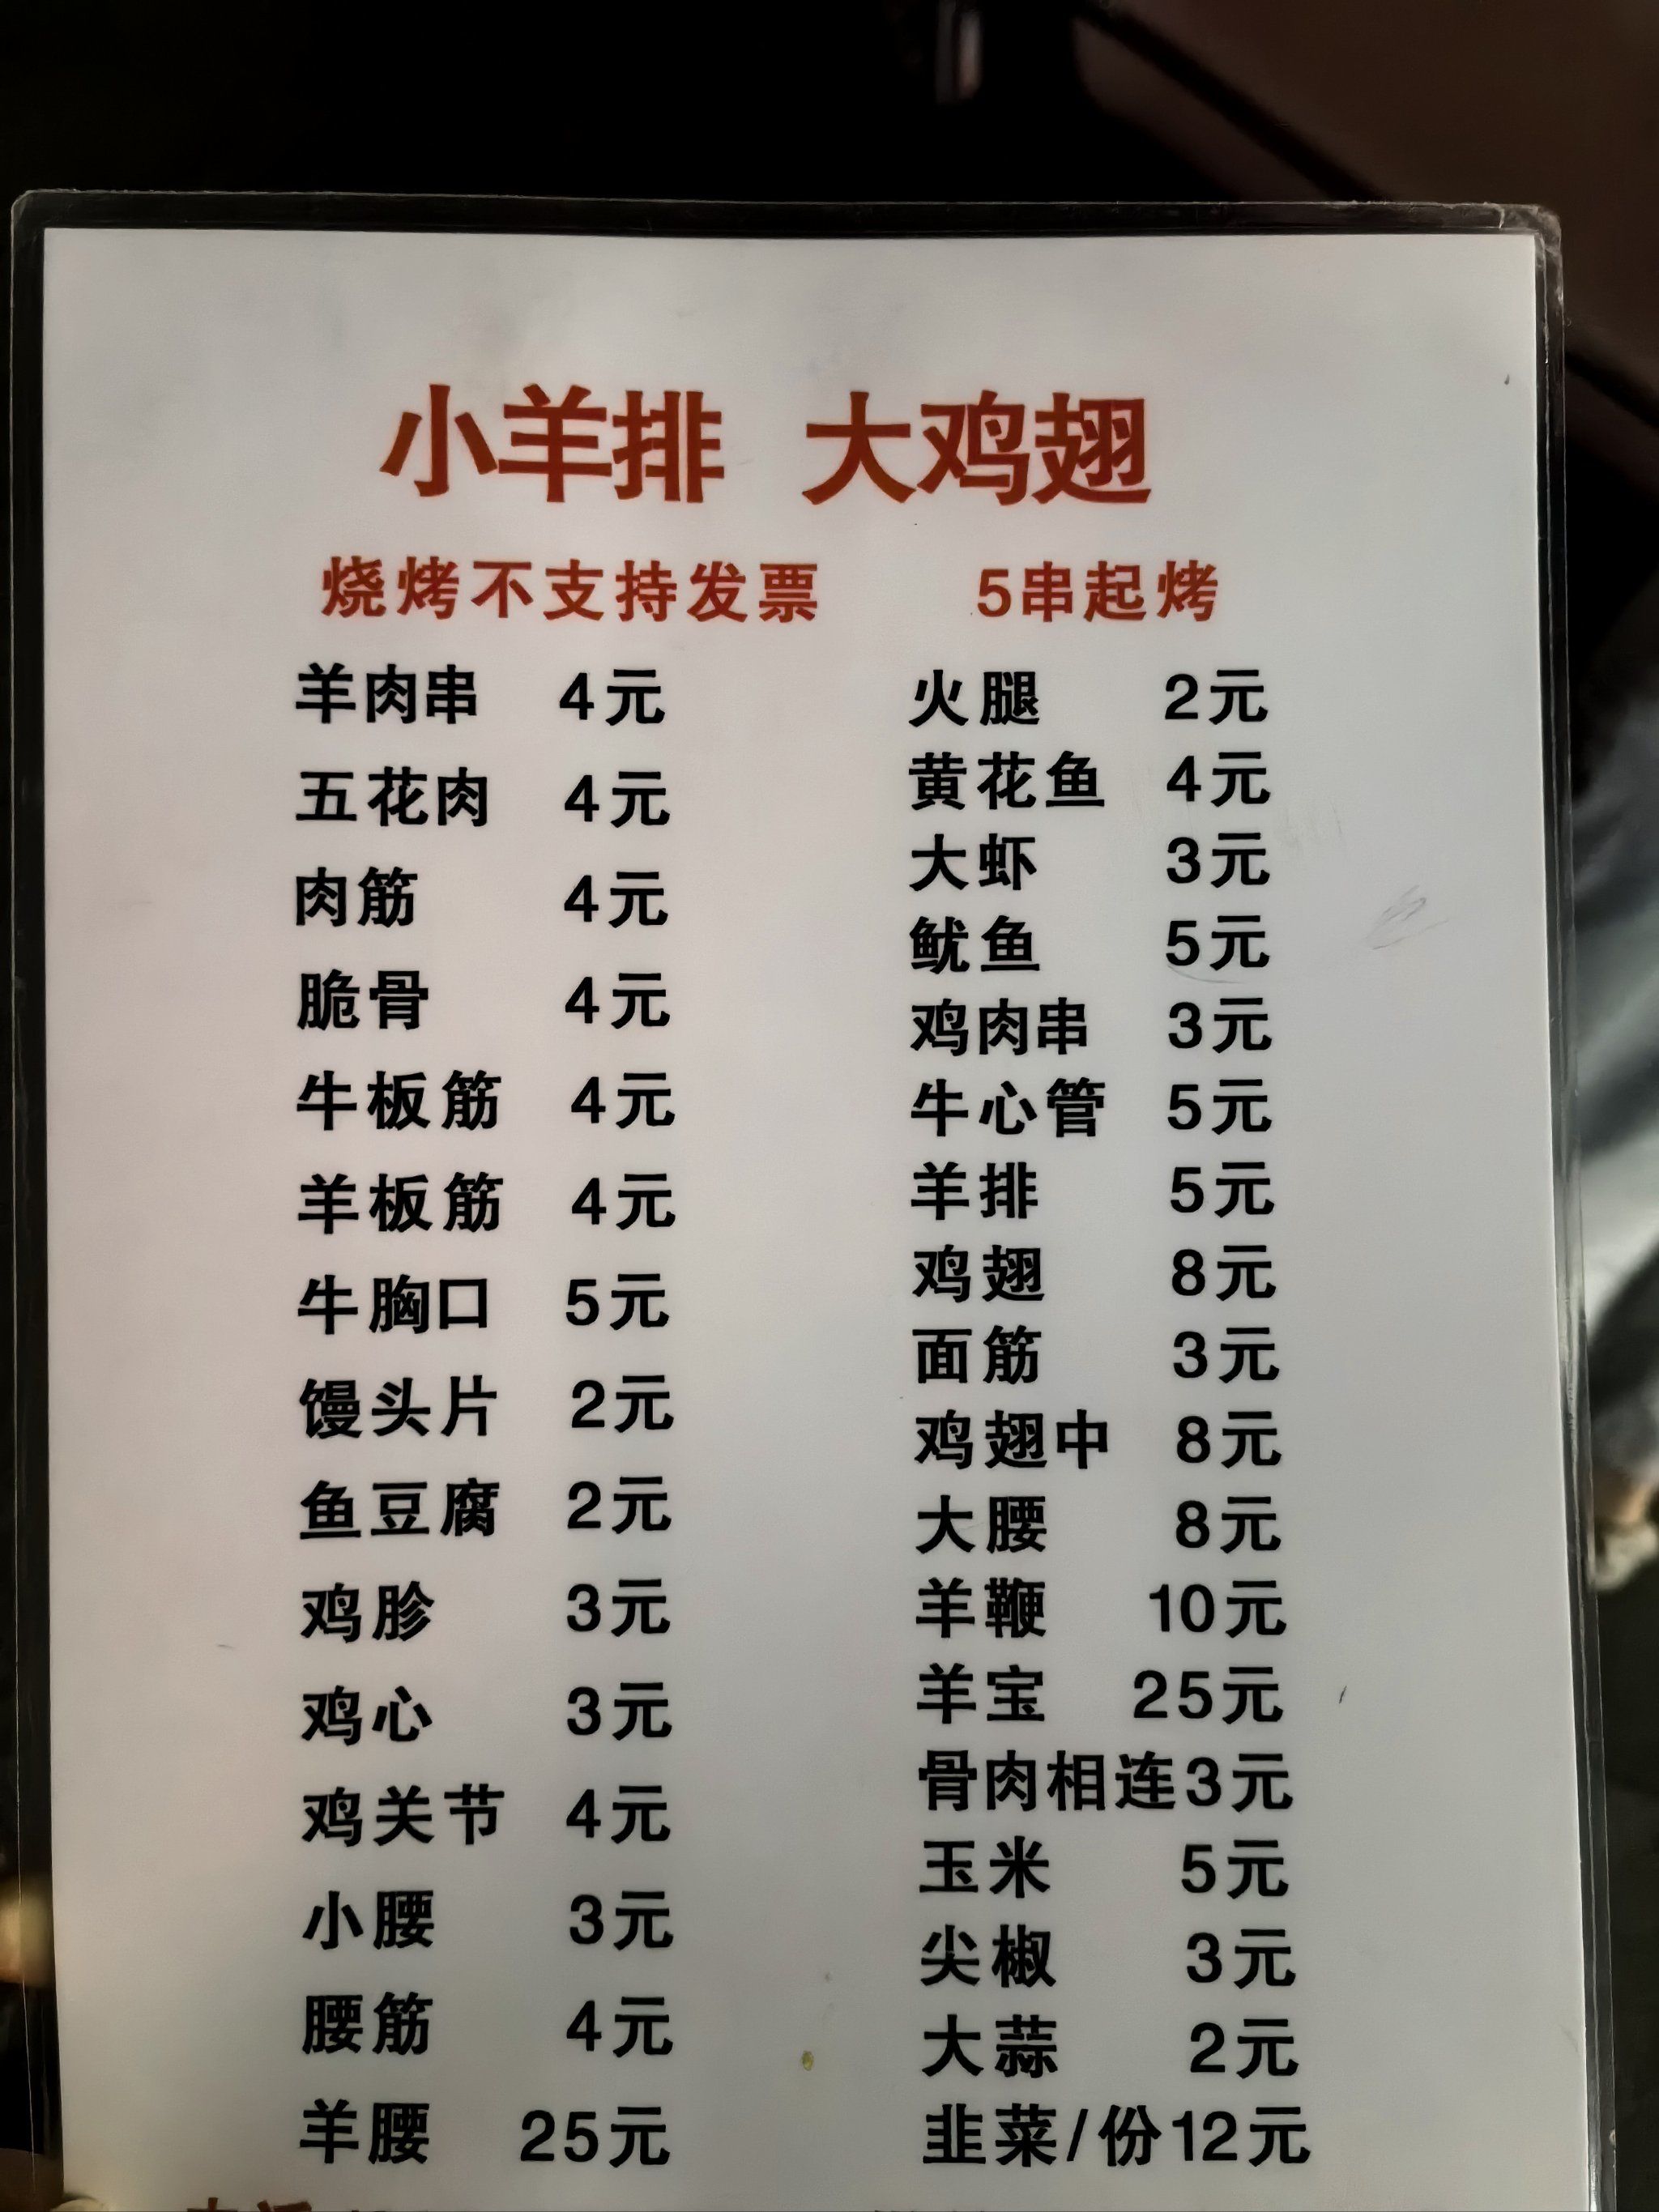 小羊排 大鸡翅
烧烤不支持发票 5串起烤
羊肉串 4元
五花肉 4元
肉筋 4元
脆骨 4元
牛板筋 4元
羊板筋 4元
牛胸口 5元
馒头片 2元
鱼豆腐 2元
鸡胗 3元
鸡心 3元
鸡关节 4元
小腰 3元
腰筋 4元
羊腰 25元
火腿 2元
黄花鱼 4元
大虾 3元
鱿鱼 5元
鸡肉串 3元
牛心管 5元
羊排 5元
鸡翅 8元
面筋 3元
鸡翅中 8元
大腰 8元
羊鞭 10元
羊宝 25元
骨肉相连3元
玉米 5元
尖椒 3元
大蒜 2元
韭菜/份12元